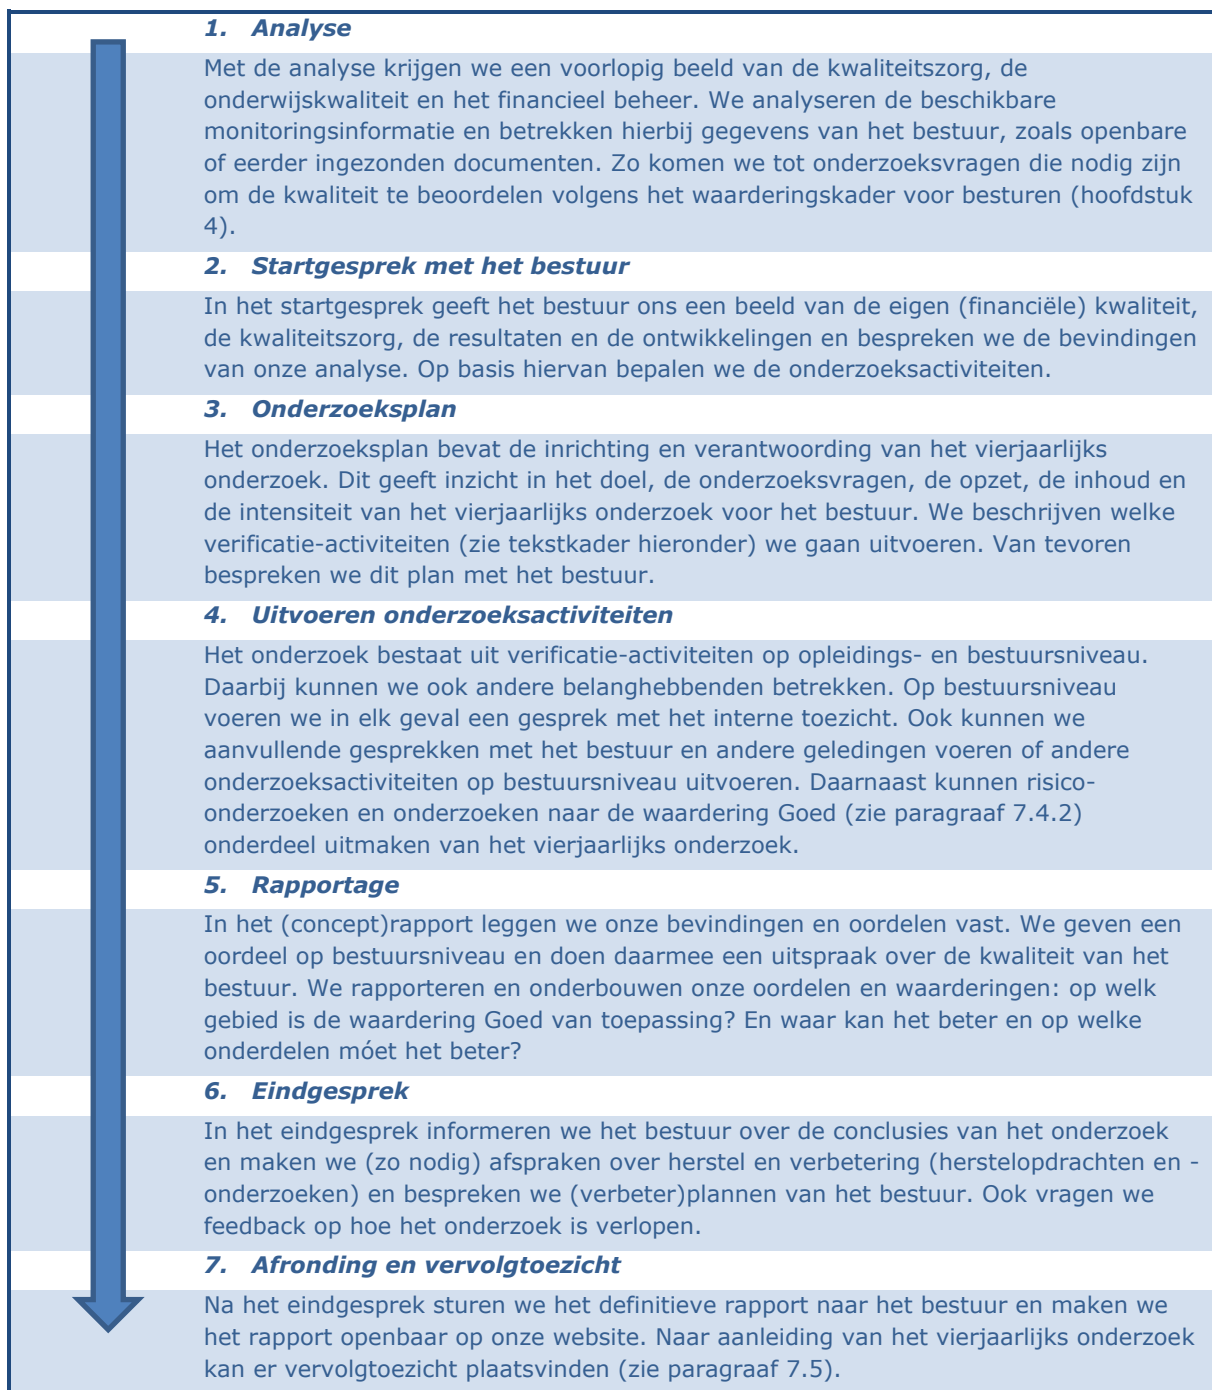 1. Analyse
Met de analyse krijgen we een voorlopig beeld van de kwaliteitszorg, de
onderwijskwaliteit en het financieel beheer. We analyseren de beschikbare
monitoringsinformatie en betrekken hierbij gegevens van het bestuur, zoals openbare
of eerder ingezonden documenten. Zo komen we tot onderzoeksvragen die nodig zijn
om de kwaliteit te beoordelen volgens het waarderingskader voor besturen (hoofdstuk
4).
2. Startgesprek met het bestuur
In het startgesprek geeft het bestuur ons een beeld van de eigen (financiële) kwaliteit,
de kwaliteitszorg, de resultaten en de ontwikkelingen en bespreken we de bevindingen
van onze analyse. Op basis hiervan bepalen we de onderzoeksactiviteiten.
3. Onderzoeksplan
Het onderzoeksplan bevat de inrichting en verantwoording van het vierjaarlijks
onderzoek. Dit geeft inzicht in het doel, de onderzoeksvragen, de opzet, de inhoud en
de intensiteit van het vierjaarlijks onderzoek voor het bestuur. We beschrijven welke
verificatie-activiteiten (zie tekstkader hieronder) we gaan uitvoeren. Van tevoren
bespreken we dit plan met het bestuur.
4. Uitvoeren onderzoeksactiviteiten
Het onderzoek bestaat uit verificatie-activiteiten op opleidings- en bestuursniveau.
Daarbij kunnen we ook andere belanghebbenden betrekken. Op bestuursniveau
voeren we in elk geval een gesprek met het interne toezicht. Ook kunnen we
aanvullende gesprekken met het bestuur en andere geledingen voeren of andere
onderzoeksactiviteiten op bestuursniveau uitvoeren. Daarnaast kunnen risico-
onderzoeken en onderzoeken naar de waardering Goed (zie paragraaf 7.4.2)
onderdeel uitmaken van het vierjaarlijks onderzoek.
5. Rapportage
In het (concept)rapport leggen we onze bevindingen en oordelen vast. We geven een
oordeel op bestuursniveau en doen daarmee een uitspraak over de kwaliteit van het
bestuur. We rapporteren en onderbouwen onze oordelen en waarderingen: op welk
gebied is de waardering Goed van toepassing? En waar kan het beter en op welke
onderdelen móet het beter?
6. Eindgesprek
In het eindgesprek informeren we het bestuur over de conclusies van het onderzoek
en maken we (zo nodig) afspraken over herstel en verbetering (herstelopdrachten en -
onderzoeken) en bespreken we (verbeter)plannen van het bestuur. Ook vragen we
feedback op hoe het onderzoek is verlopen.
7. Afronding en vervolgtoezicht
Na het eindgesprek sturen we het definitieve rapport naar het bestuur en maken we
het rapport openbaar op onze website. Naar aanleiding van het vierjaarlijks onderzoek
kan er vervolgtoezicht plaatsvinden (zie paragraaf 7.5).